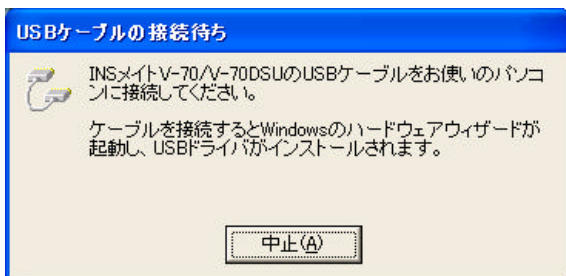 USBケーブルの接続待ち
INSメイトV-70/V-70DSUのUSBケーブルをお使いのパソコ
ンに接続してください。
ケーブルを接続するとWindowsのハードウェアウィザードが
起動し、USBドライバがインストールされます。
中止(A)